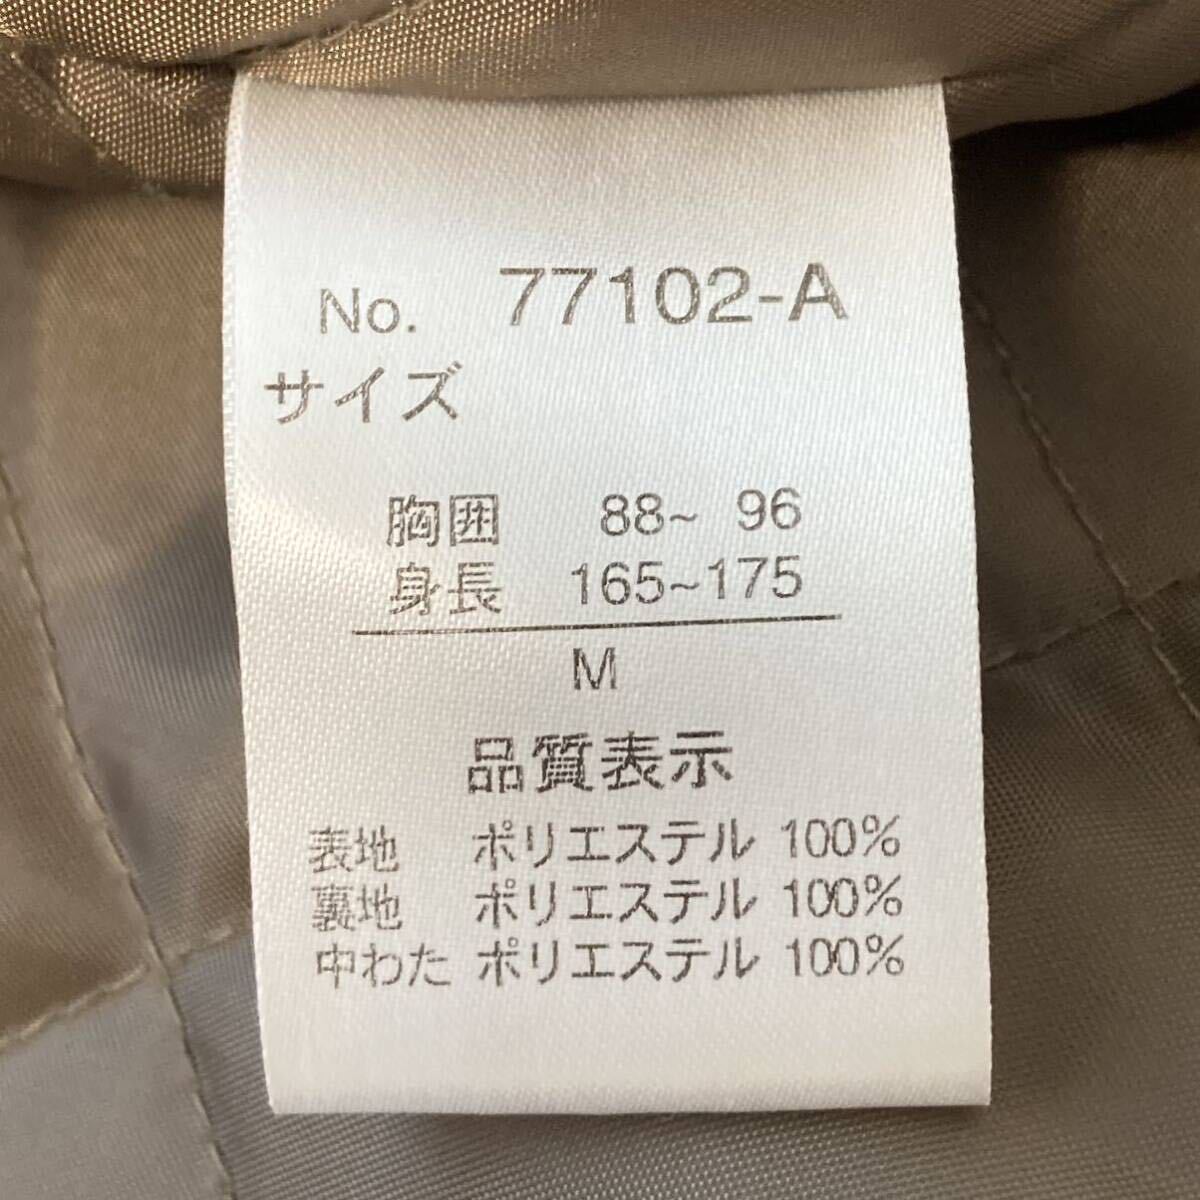 No. 77102-A
サイズ
胸囲 88~ 96
身長 165~175
M
品質表示
表地 ポリエステル 100%
裏地 ポリエステル 100%
中わた ポリエステル 100%